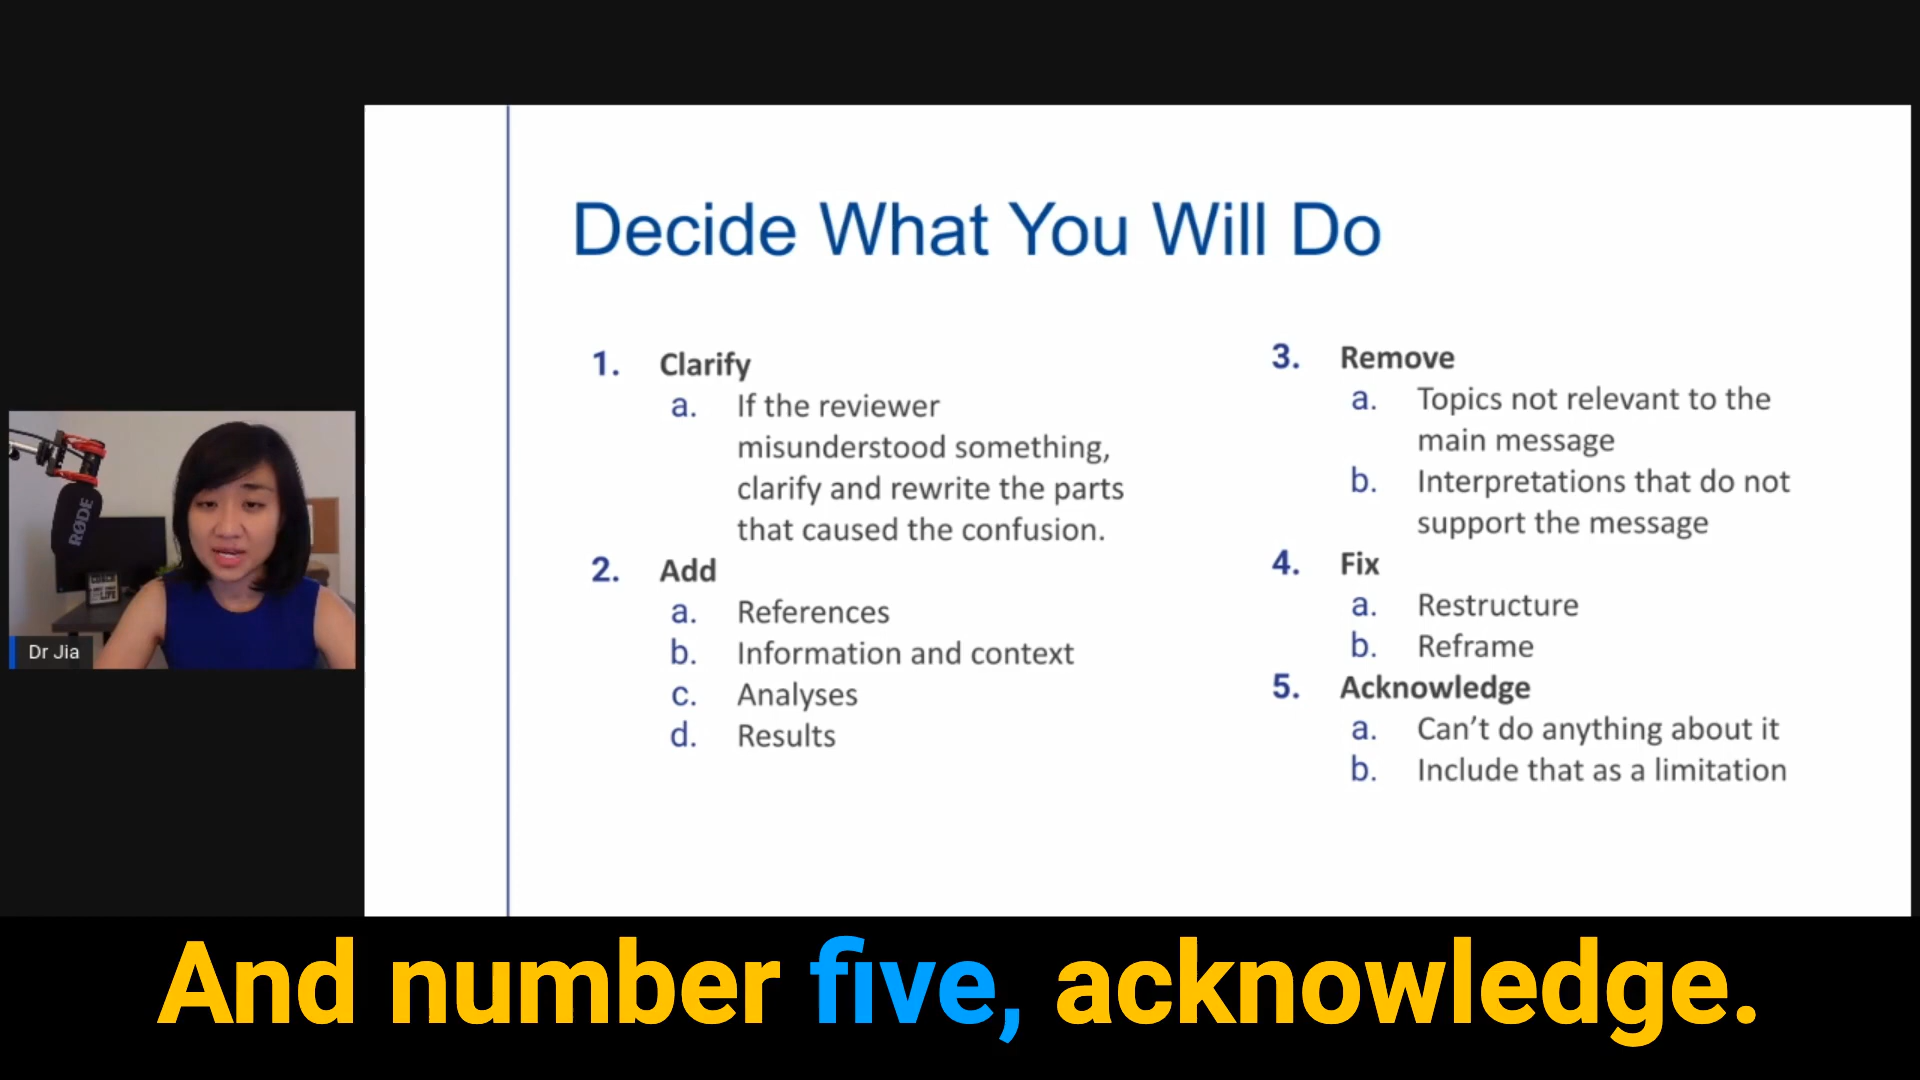 Decide What You Will Do
1. Clarify
a. If the reviewer
misunderstood something,
clarify and rewrite the parts
that caused the confusion.
2. Add
a. References
b. Information and context
c. Analyses
d. Results
3. Remove
a. Topics not relevant to the
main message
b. Interpretations that do not
support the message
4. Fix
a. Restructure
b. Reframe
5. Acknowledge
a. Can’t do anything about it
b. Include that as a limitation
RØDE
Dr Jia
And number five, acknowledge.